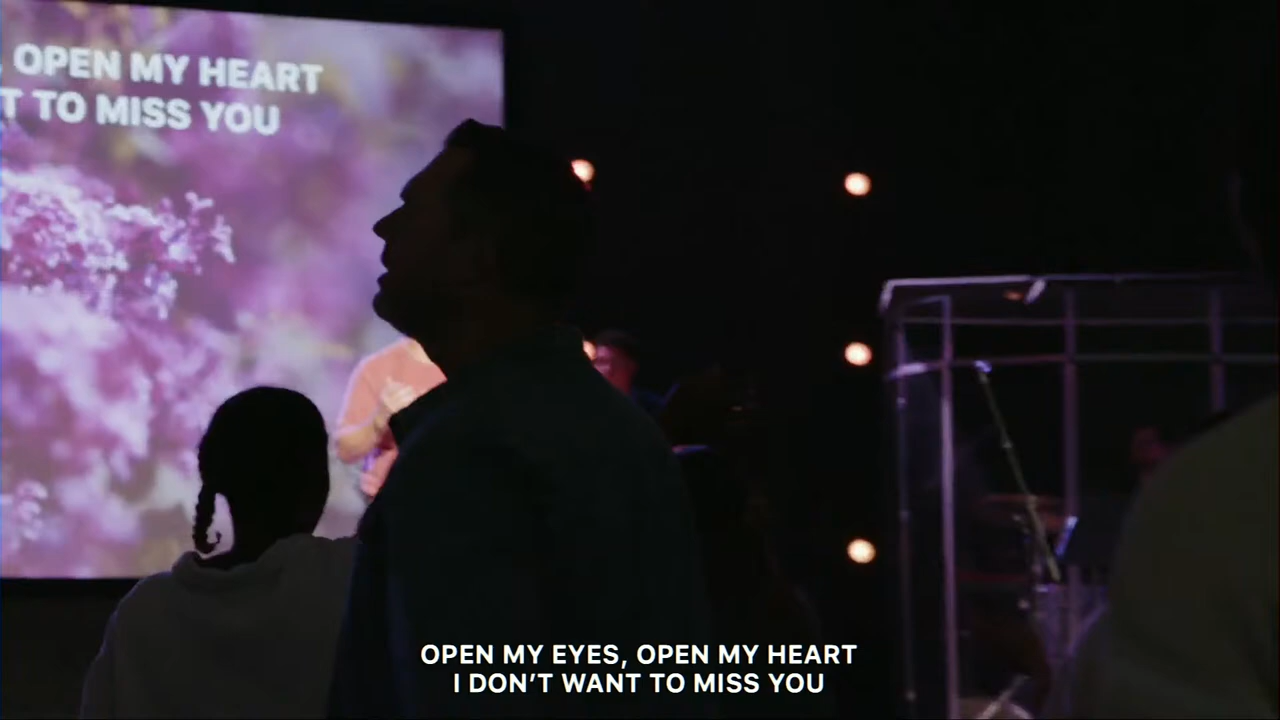 OPEN MY HEART
T TO MISS YOU
OPEN MY EYES, OPEN MY HEART
I DON'T WANT TO MISS YOU